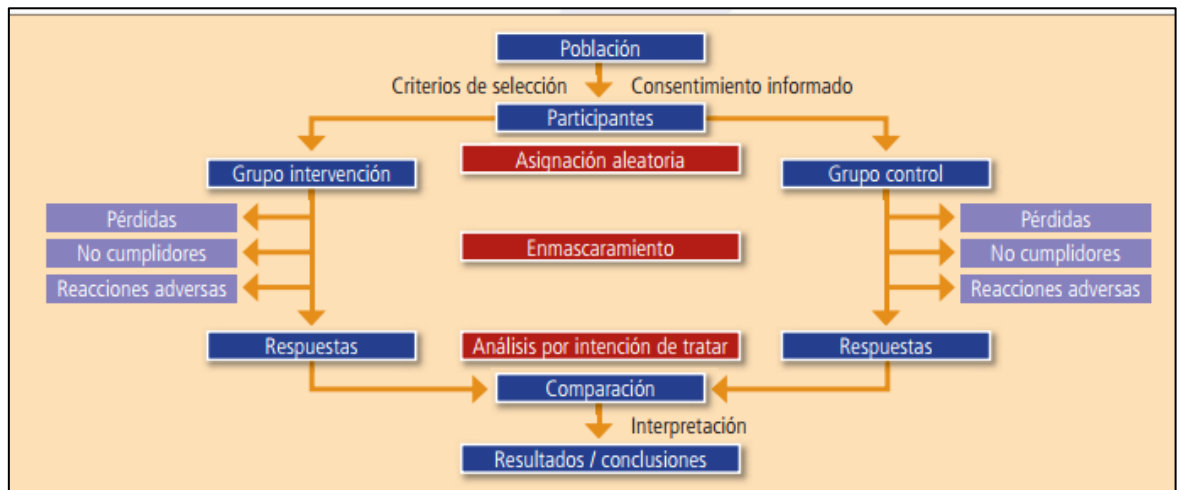 Población
Criterios de selección
Consentimiento informado
Participantes
Asignación aleatoria
Grupo intervención
Grupo control
Pérdidas
Pérdidas
No cumplidores
Enmascaramiento
No cumplidores
Reacciones adversas
Reacciones adversas
Respuestas
Análisis por intención de tratar
Respuestas
Comparación
Interpretación
Resultados / conclusiones